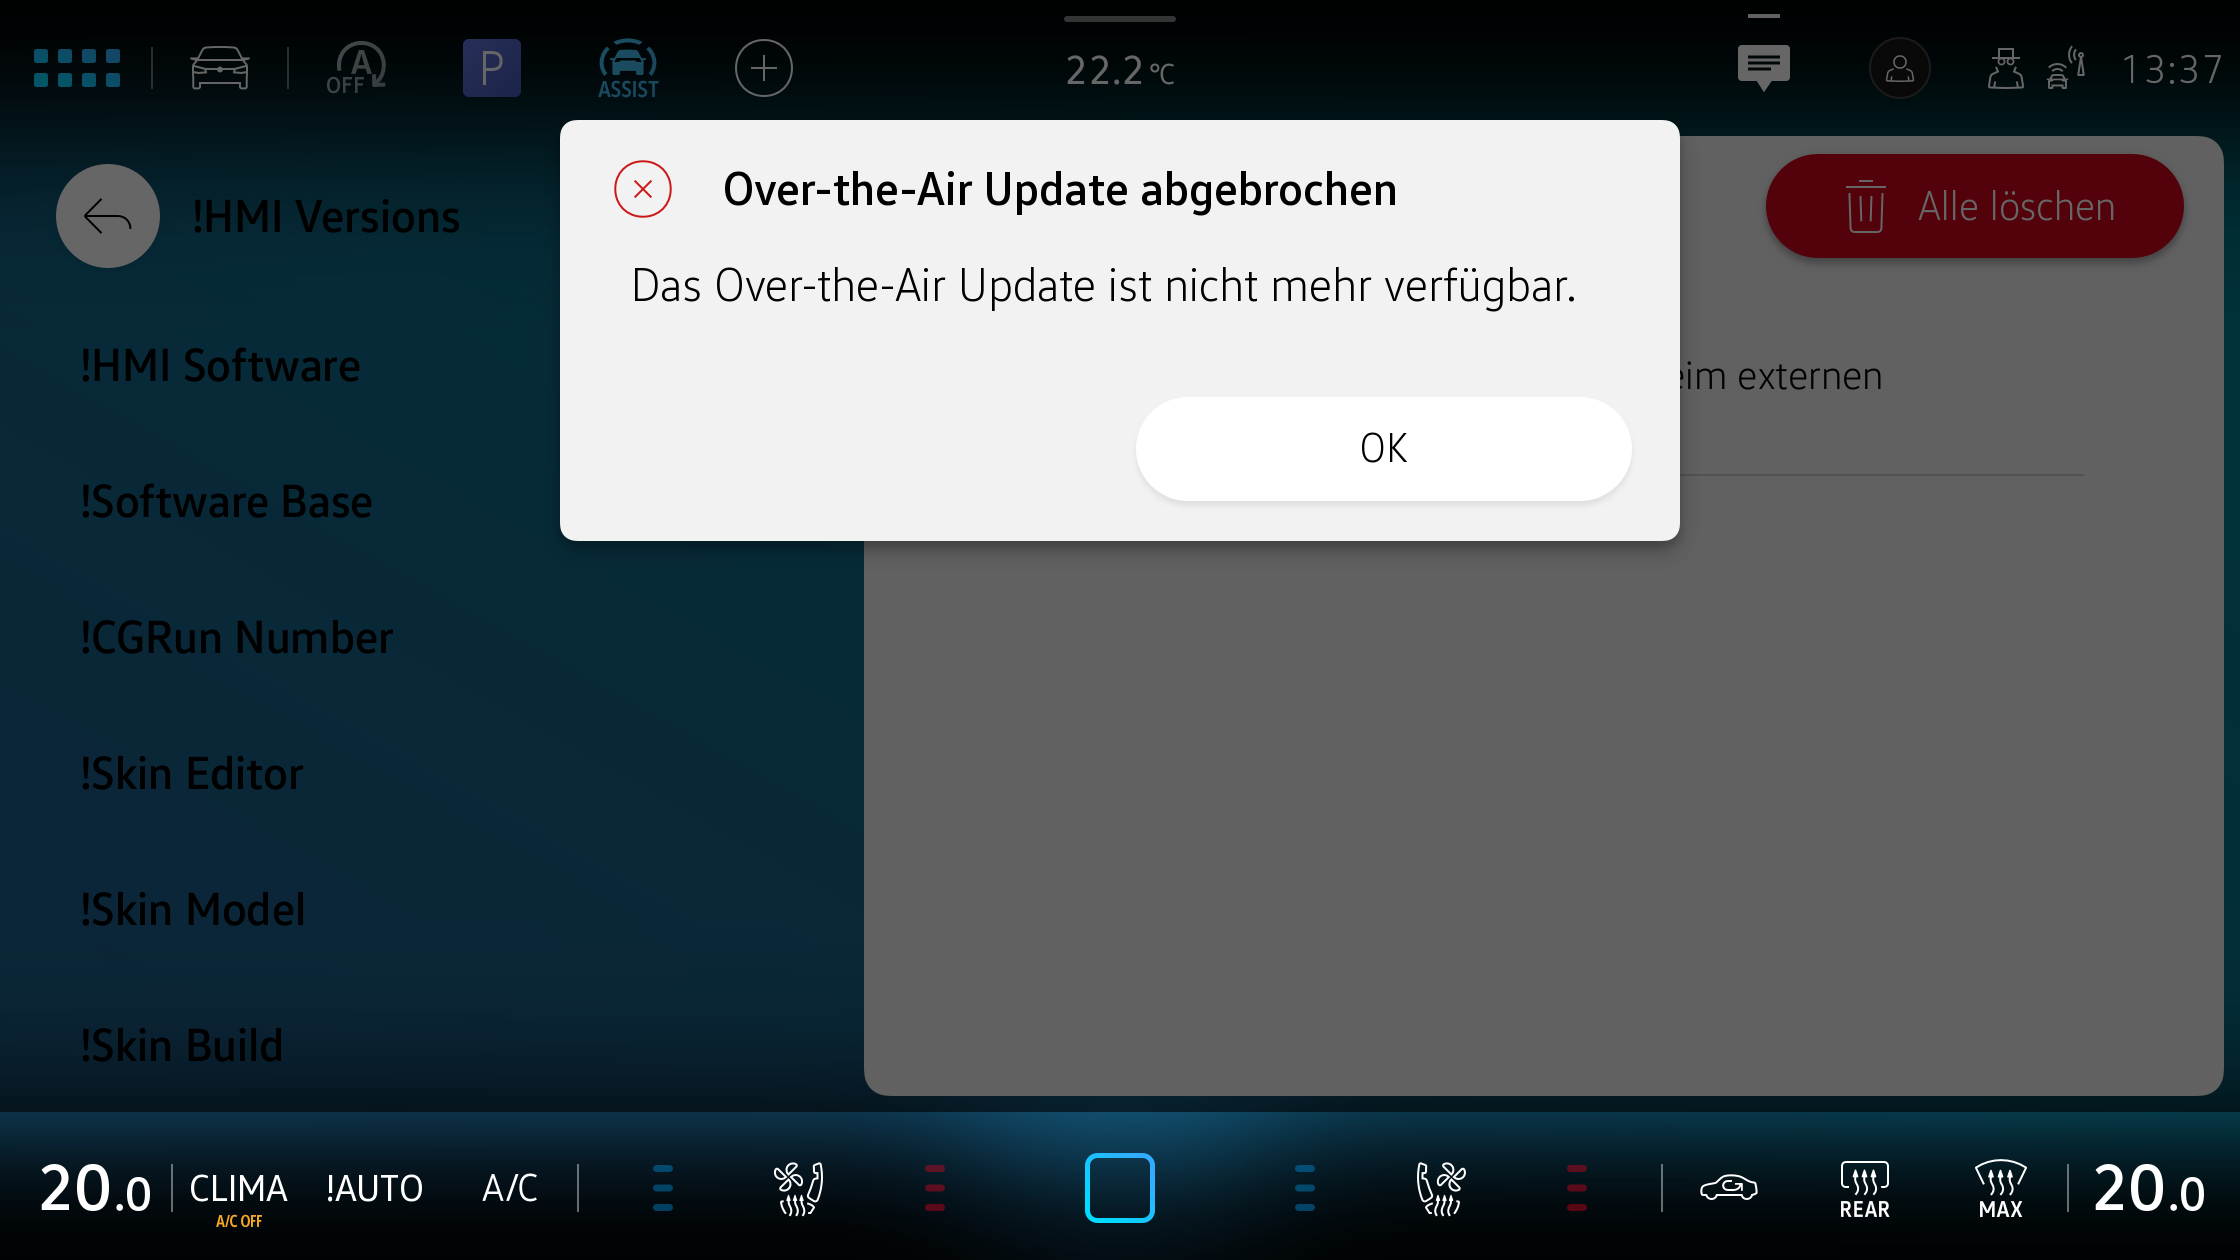 A
OFF
P
ASSIST
22.2 °C
13:37
!HMI Versions
Over-the-Air Update abgebrochen
Das Over-the-Air Update ist nicht mehr verfügbar.
OK
Alle löschen
eim externen
!HMI Software
!Software Base
!CGRun Number
!Skin Editor
!Skin Model
!Skin Build
20.0
CLIMA
A/C OFF
!AUTO
A/C
REAR
MAX
20.0